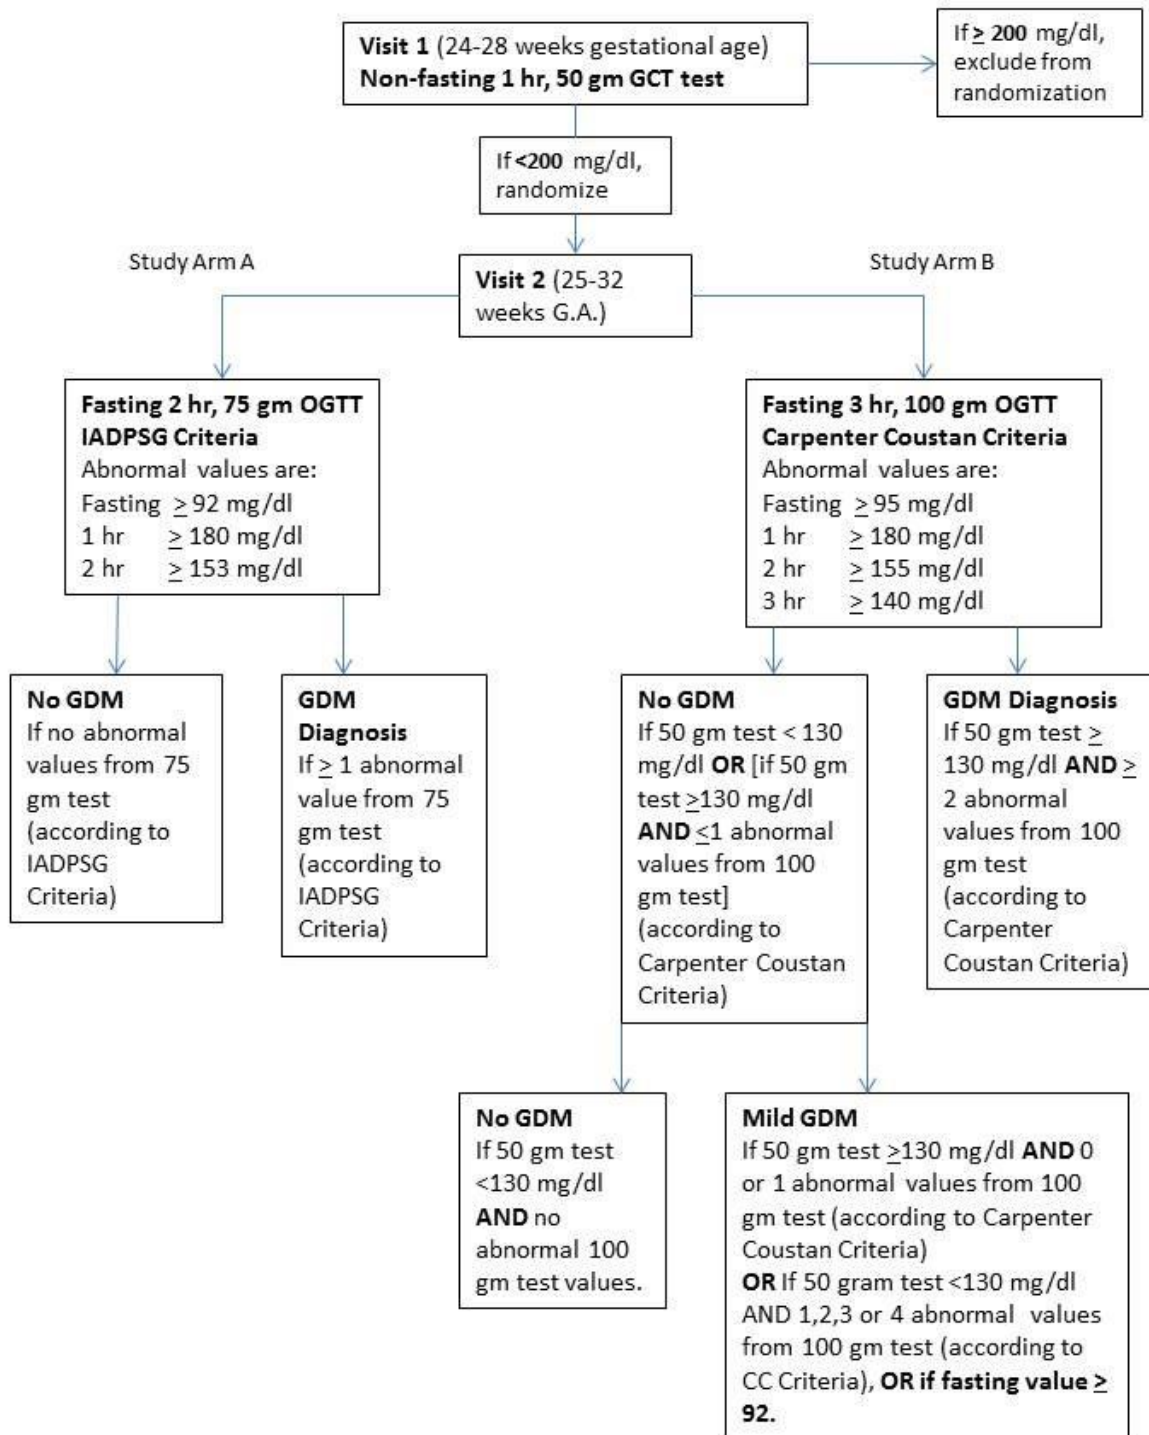 Visit 1 (24-28 weeks gestational age)
Non-fasting 1 hr, 50 gm GCT test
If ≥ 200 mg/dl,
exclude from
randomization
If <200 mg/dl,
randomize
Study Arm A
Visit 2 (25-32
weeks G.A.)
Study Arm B
Fasting 2 hr, 75 gm OGTT
IADPSG Criteria
Abnormal values are:
Fasting ≥ 92 mg/dl
1 hr ≥ 180 mg/dl
2 hr ≥ 153 mg/dl
Fasting 3 hr, 100 gm OGTT
Carpenter Coustan Criteria
Abnormal values are:
Fasting ≥ 95 mg/dl
1 hr ≥ 180 mg/dl
2 hr ≥ 155 mg/dl
3 hr ≥ 140 mg/dl
No GDM
If no abnormal
values from 75
gm test
(according to
IADPSG
Criteria)
GDM
Diagnosis
If ≥ 1 abnormal
value from 75
gm test
(according to
IADPSG
Criteria)
No GDM
If 50 gm test < 130
mg/dl OR [if 50 gm
test ≥130 mg/dl
AND ≤1 abnormal
values from 100
gm test]
(according to
Carpenter Coustan
Criteria)
GDM Diagnosis
If 50 gm test ≥
130 mg/dl AND ≥
2 abnormal
values from 100
gm test
(according to
Carpenter
Coustan Criteria)
No GDM
If 50 gm test
<130 mg/dl
AND no
abnormal 100
gm test values.
Mild GDM
If 50 gm test ≥130 mg/dl AND 0
or 1 abnormal values from 100
gm test (according to Carpenter
Coustan Criteria)
OR If 50 gram test <130 mg/dl
AND 1,2,3 or 4 abnormal values
from 100 gm test (according to
CC Criteria), OR if fasting value ≥
92.